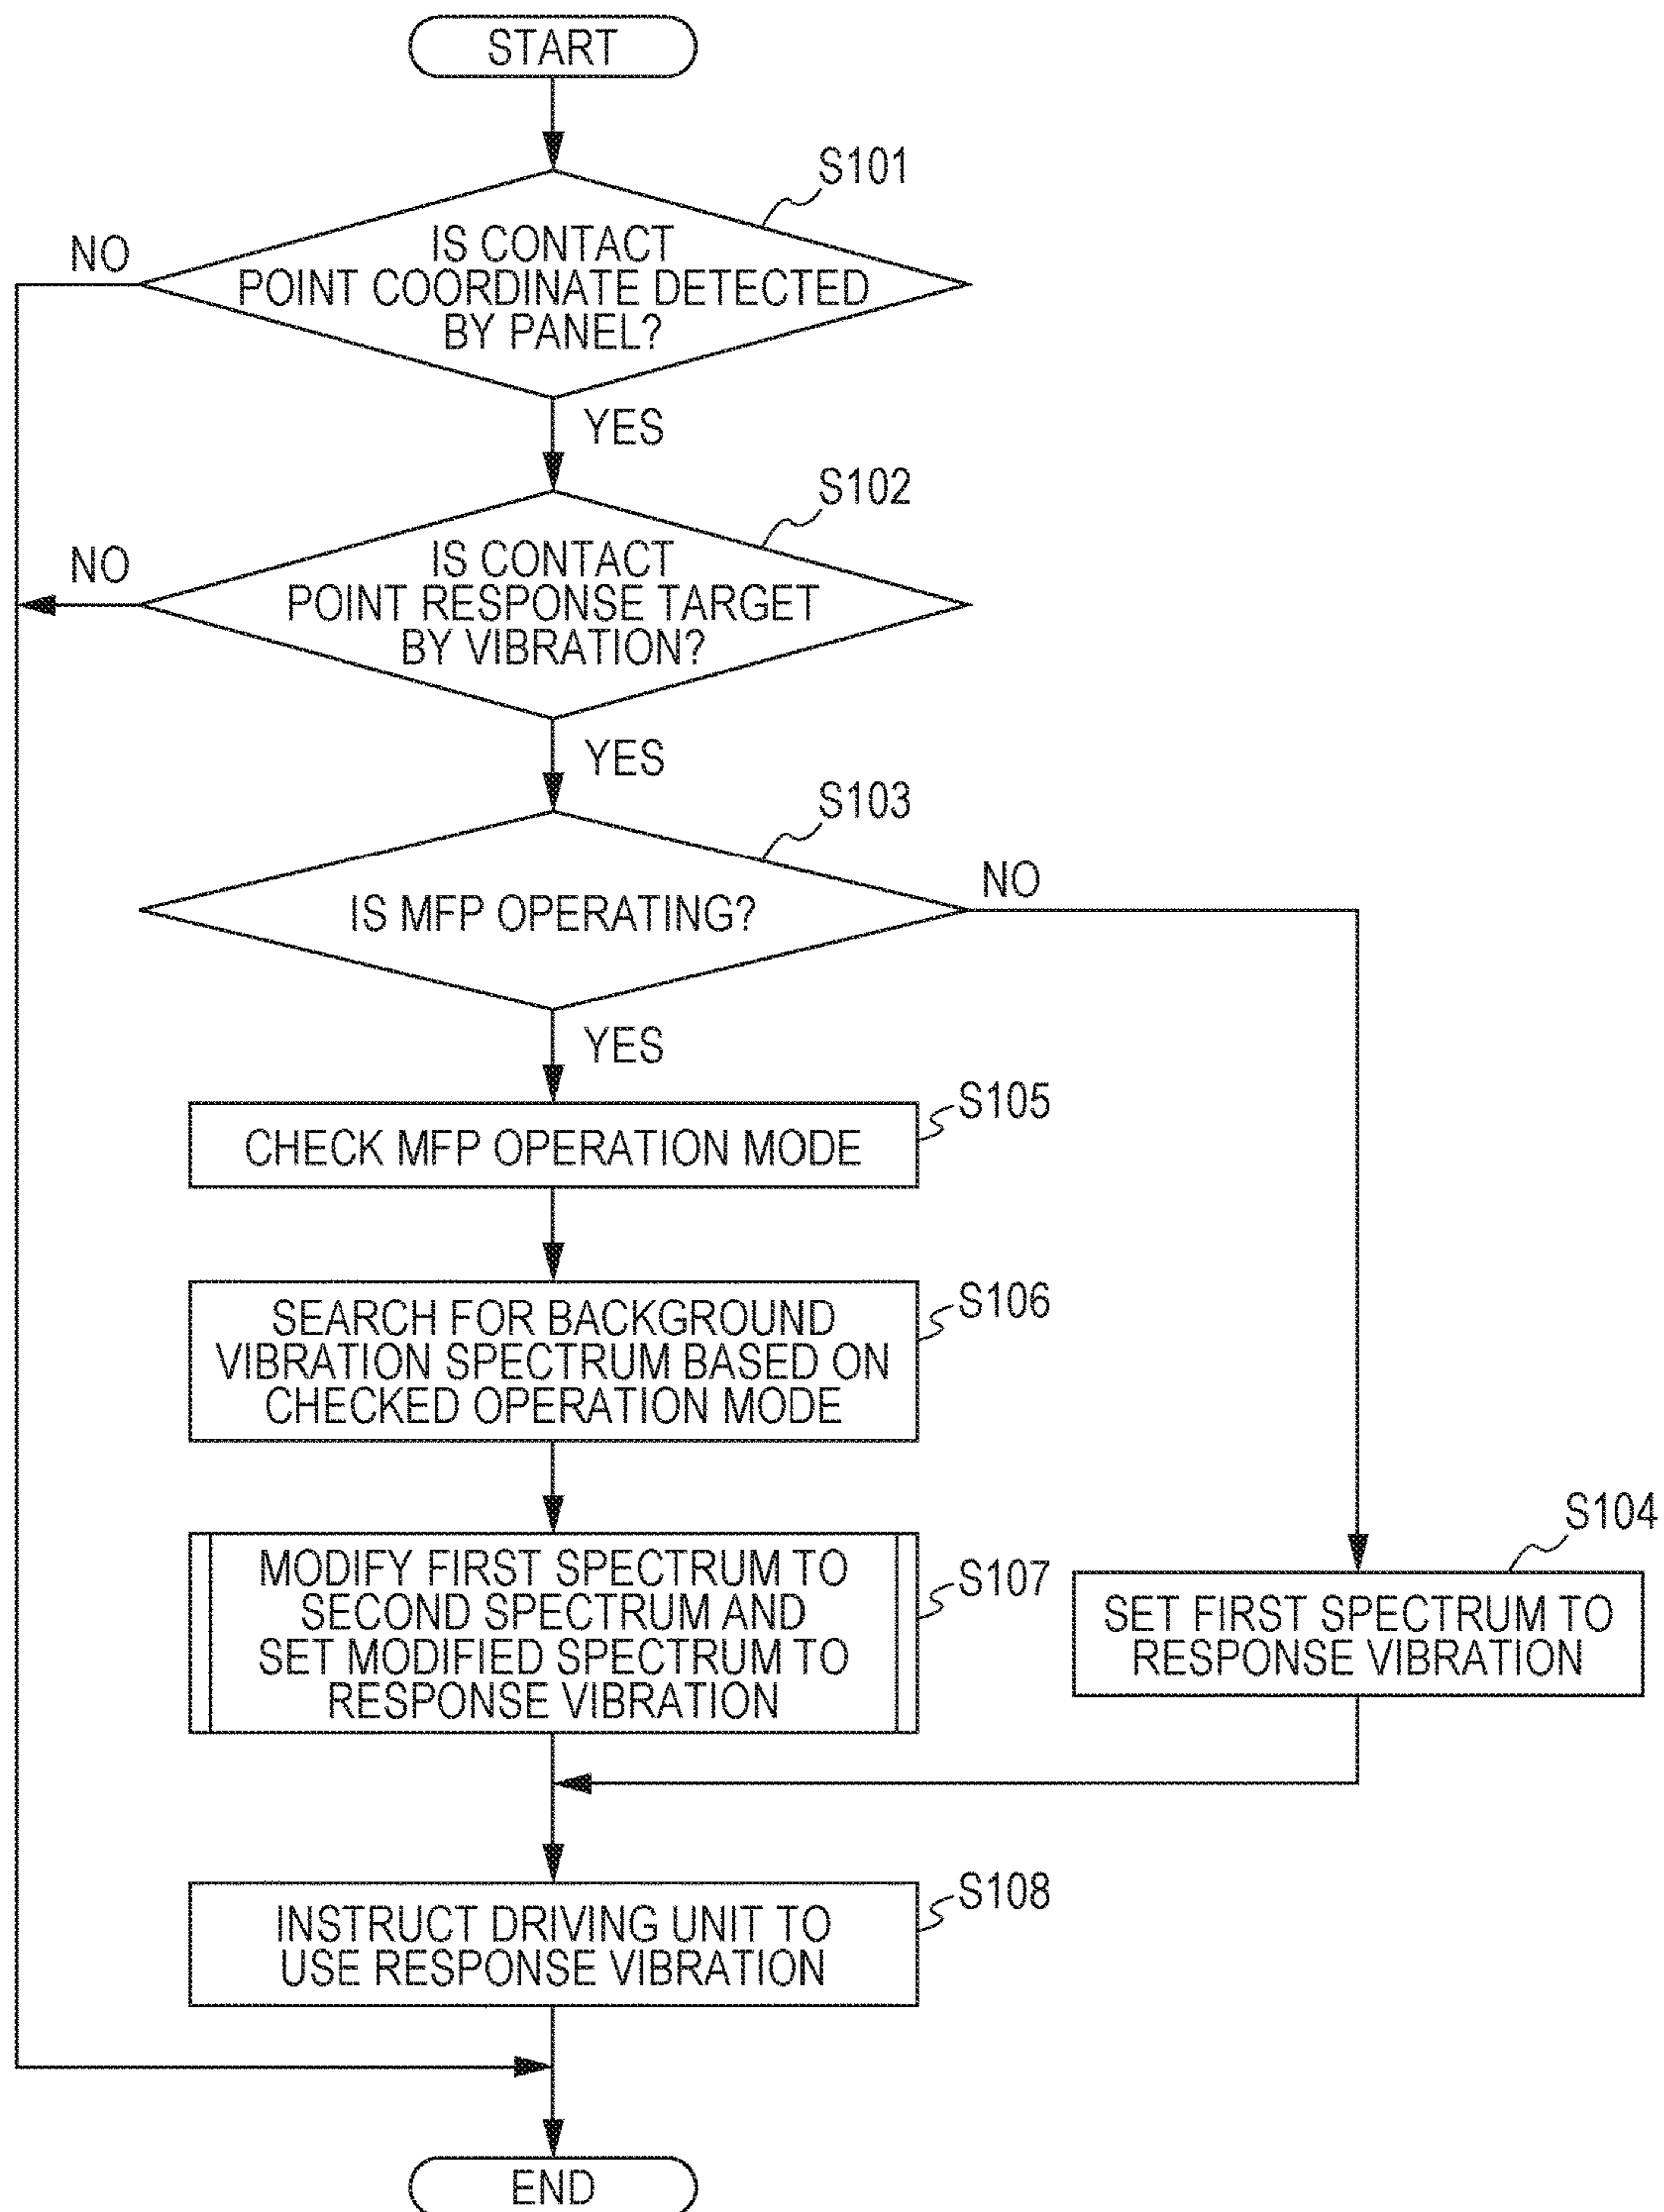 START
S101
NO
IS CONTACT
POINT COORDINATE DETECTED
BY PANEL?
YES
S102
NO
IS CONTACT
POINT RESPONSE TARGET
BY VIBRATION?
YES
S103
NO
IS MFP OPERATING?
YES
S105
CHECK MFP OPERATION MODE
S106
SEARCH FOR BACKGROUND
VIBRATION SPECTRUM BASED ON
CHECKED OPERATION MODE
S107
MODIFY FIRST SPECTRUM TO
SECOND SPECTRUM AND
SET MODIFIED SPECTRUM TO
RESPONSE VIBRATION
S104
SET FIRST SPECTRUM TO
RESPONSE VIBRATION
S108
INSTRUCT DRIVING UNIT TO
USE RESPONSE VIBRATION
END